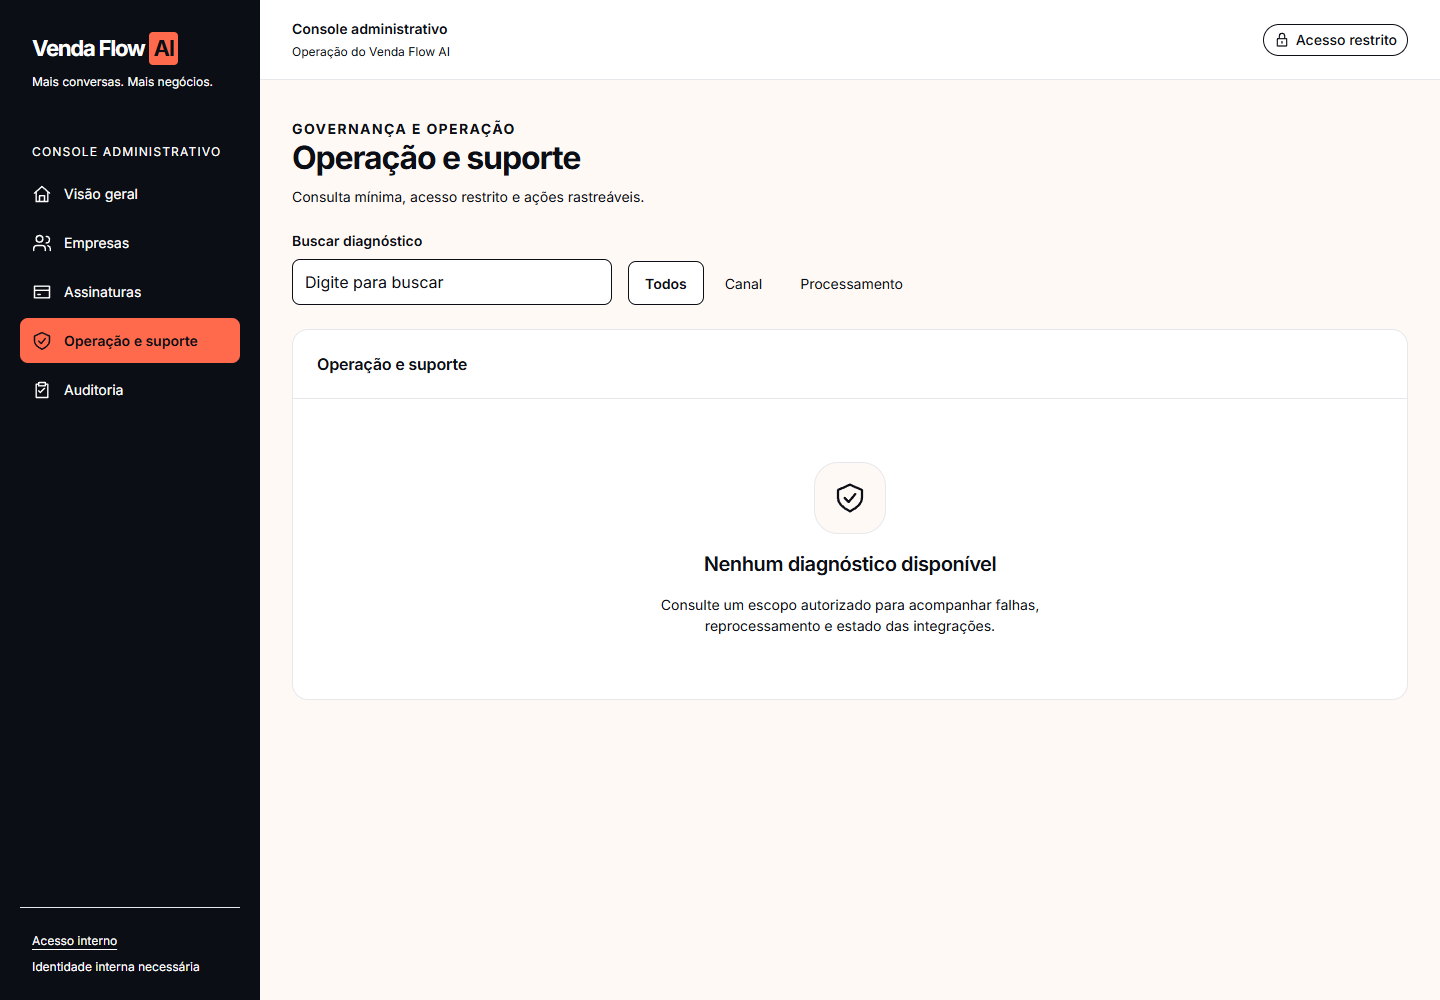 Venda Flow AI
Mais conversas. Mais negócios.
CONSOLE ADMINISTRATIVO
Visão geral
Empresas
Assinaturas
Operação e suporte
Auditoria
Acesso interno
Identidade interna necessária
Console administrativo
Operação do Venda Flow AI
Acesso restrito
GOVERNANÇA E OPERAÇÃO
Operação e suporte
Consulta mínima, acesso restrito e ações rastreáveis.
Buscar diagnóstico
Digite para buscar
Todos
Canal
Processamento
Operação e suporte
Nenhum diagnóstico disponível
Consulte um escopo autorizado para acompanhar falhas,
reprocessamento e estado das integrações.